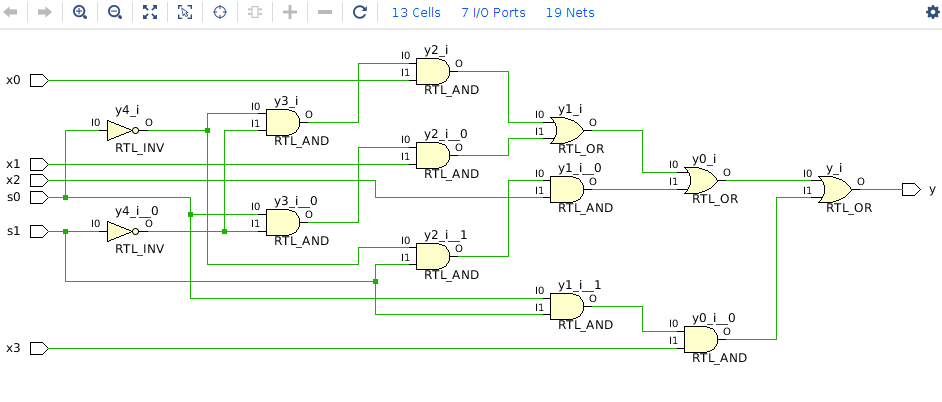 13 Cells 7 I/O Ports 19 Nets
y2_i
I0 O
x0 I1
RTL_AND
y3_i
y4_i I0 O y1_i
I0 O I1 I0 O
RTL_INV RTL_AND y2_i__0 I1
I0 O RTL_OR
x1 I1 y1_i__0 y0_i
x2 RTL_AND I0 O I0 O y_i
s0 I1 I1 I0 O
y3_i__0 RTL_AND RTL_OR I1 y
y4_i__0 I0 O RTL_OR
s1 I0 O I1 y2_i__1
RTL_INV RTL_AND I0 O
I1
RTL_AND
y1_i__1
I0 O
I1 y0_i__0
RTL_AND I0 O
x3 I1
RTL_AND